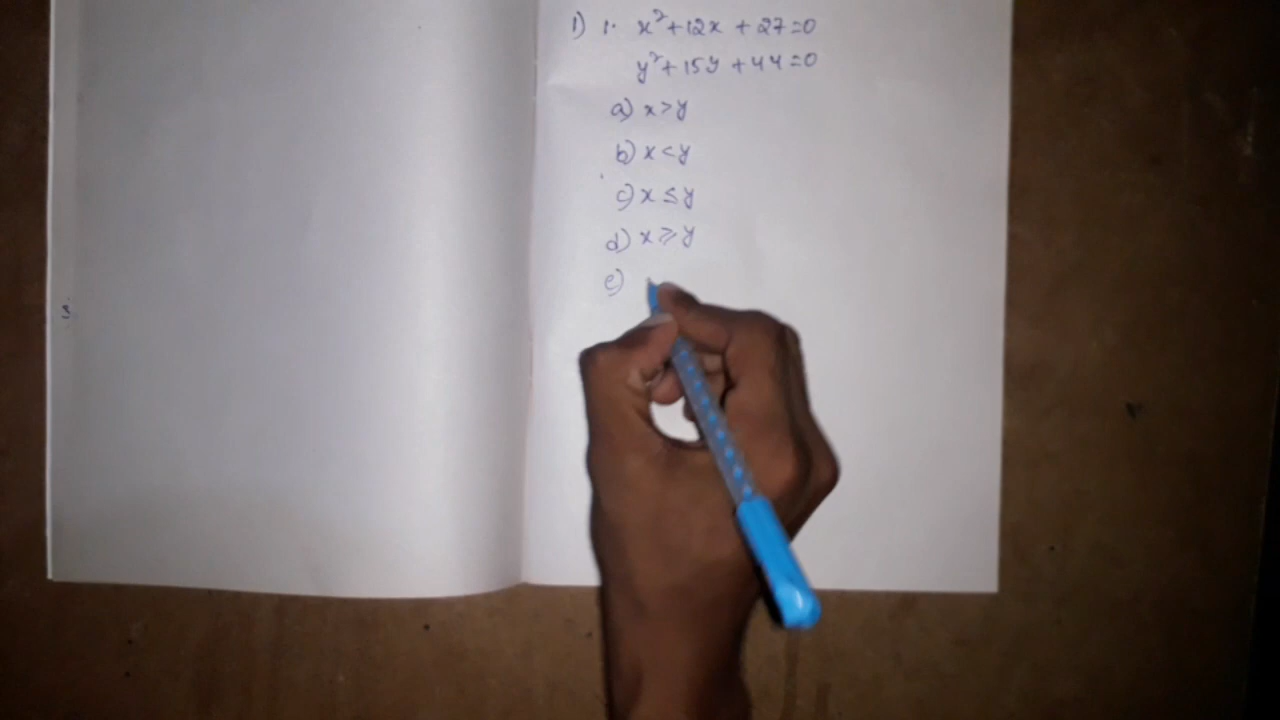 1) 1. x²+12x+27=0
y²+15y+44=0
a) x>y
b) x<y
c) x≤y
d) x≥y
e)